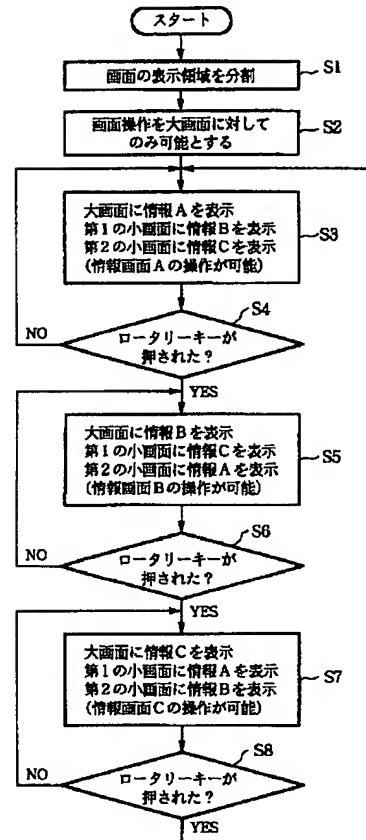 スタート
画面の表示領域を分割
S1
画面操作を大画面に対して
のみ可能とする
S2
大画面に情報Aを表示
第1の小画面に情報Bを表示
第2の小画面に情報Cを表示
(情報画面Aの操作が可能)
S3
S4
ロータリーキーが
押された?
NO
YES
大画面に情報Bを表示
第1の小画面に情報Cを表示
第2の小画面に情報Aを表示
(情報画面Bの操作が可能)
S5
S6
ロータリーキーが
押された?
NO
YES
大画面に情報Cを表示
第1の小画面に情報Aを表示
第2の小画面に情報Bを表示
(情報画面Cの操作が可能)
S7
S8
ロータリーキーが
押された?
NO
YES